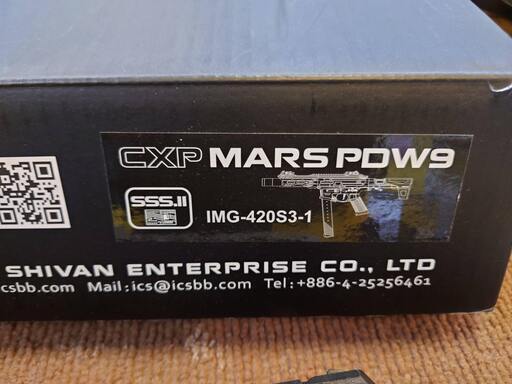 CXP MARS PDW9
SSS.II
IMG-420S3-1
SHIVAN ENTERPRISE CO., LTD
csbb.com Mail:ics@icsbb.com Tel:+886-4-25256461